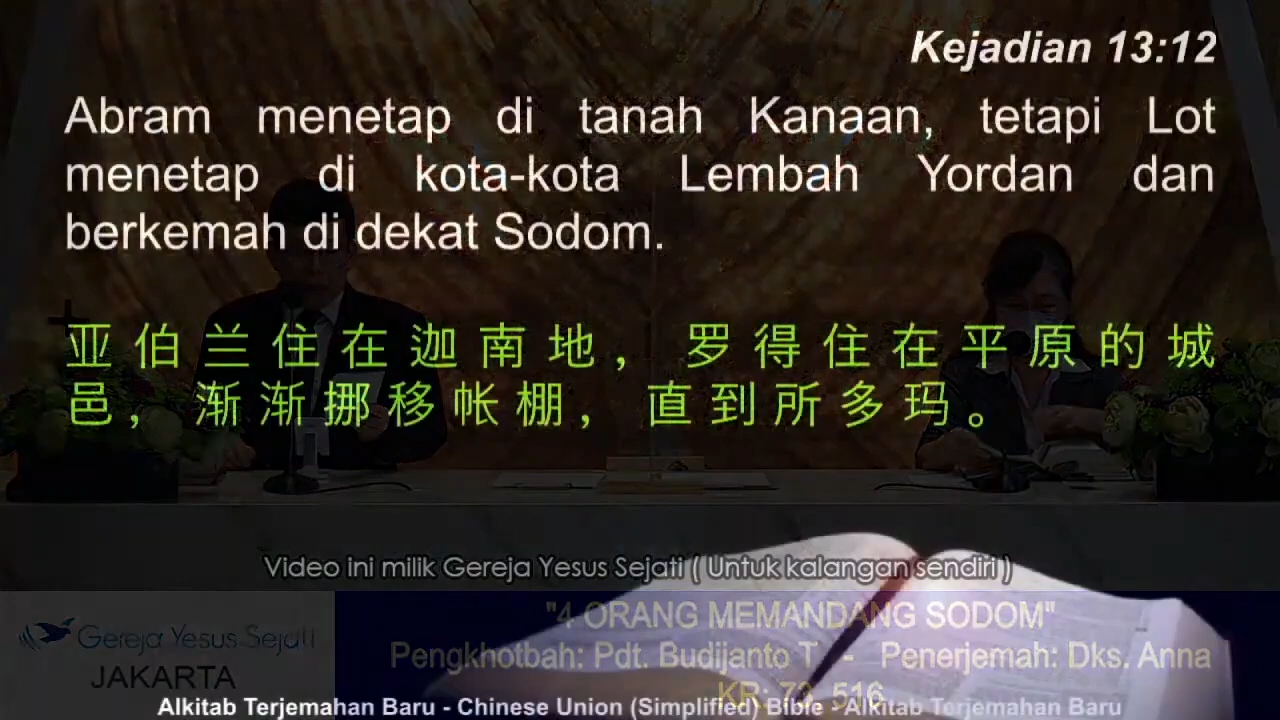 Kejadian 13:12
Abram menetap di tanah Kanaan, tetapi Lot
menetap di kota-kota Lembah Yordan dan
berkemah di dekat Sodom.
亚伯兰住在迦南地，罗得住在平原的城
邑，渐渐挪移帐棚，直到所多玛。
Video ini milik Gereja Yesus Sejati ( Untuk kalangan sendiri )
Gereja Yesus Sejati
JAKARTA
"4 ORANG MEMANDANG SODOM"
Pengkhotbah: Pdt. Budijanto T - Penerjemah: Dks. Anna
KR: 73, 516
Alkitab Terjemahan Baru - Chinese Union (Simplified) Bible - Alkitab Terjemahan Baru